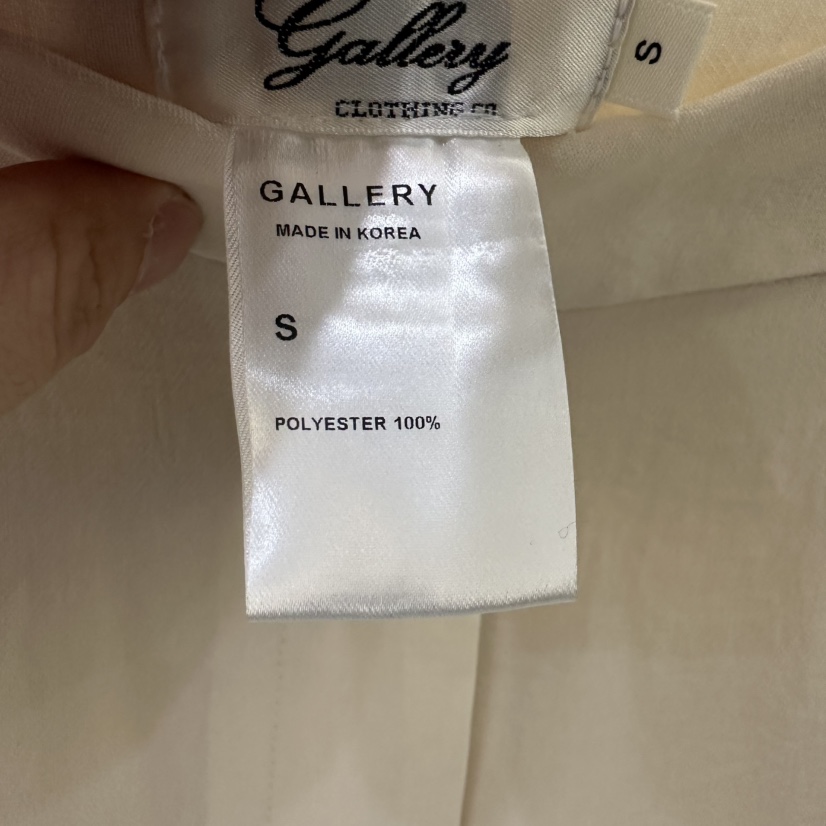 Gallery
CLOTHING CO
S
GALLERY
MADE IN KOREA
S
POLYESTER 100%